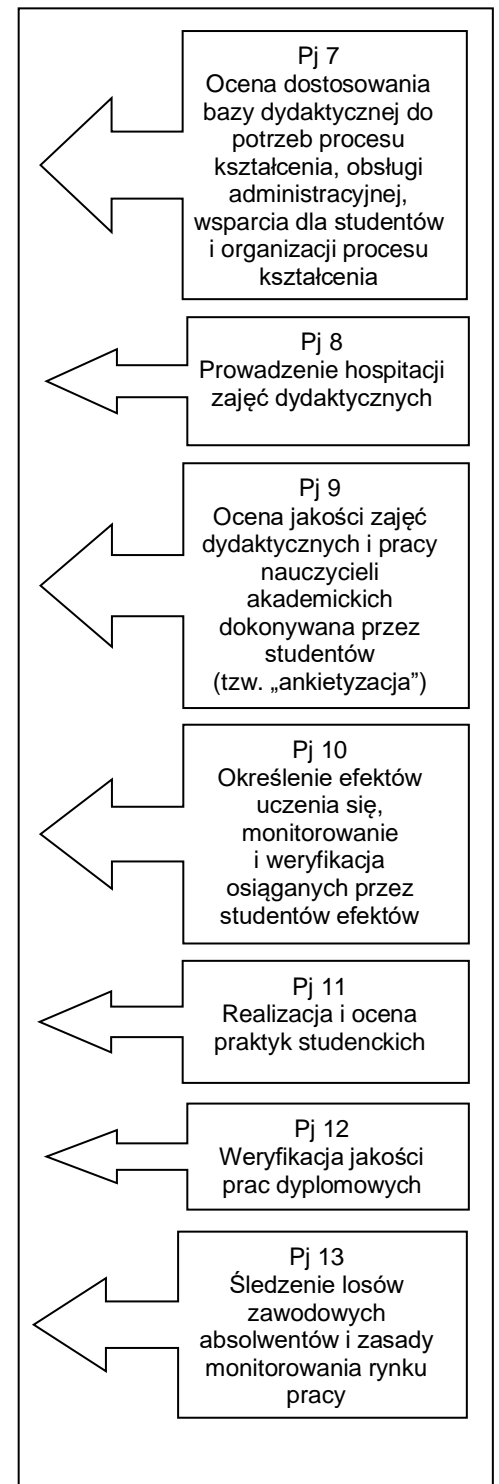 Pj 7
Ocena dostosowania
bazy dydaktycznej do
potrzeb procesu
kształcenia, obsługi
administracyjnej,
wsparcia dla studentów
i organizacji procesu
kształcenia
Pj 8
Prowadzenie hospitacji
zajęć dydaktycznych
Pj 9
Ocena jakości zajęć
dydaktycznych i pracy
nauczycieli
akademickich
dokonywana przez
studentów
(tzw. „ankietyzacja”)
Pj 10
Określenie efektów
uczenia się,
monitorowanie
i weryfikacja
osiąganych przez
studentów efektów
Pj 11
Realizacja i ocena
praktyk studenckich
Pj 12
Weryfikacja jakości
prac dyplomowych
Pj 13
Śledzenie losów
zawodowych
absolwentów i zasady
monitorowania rynku
pracy